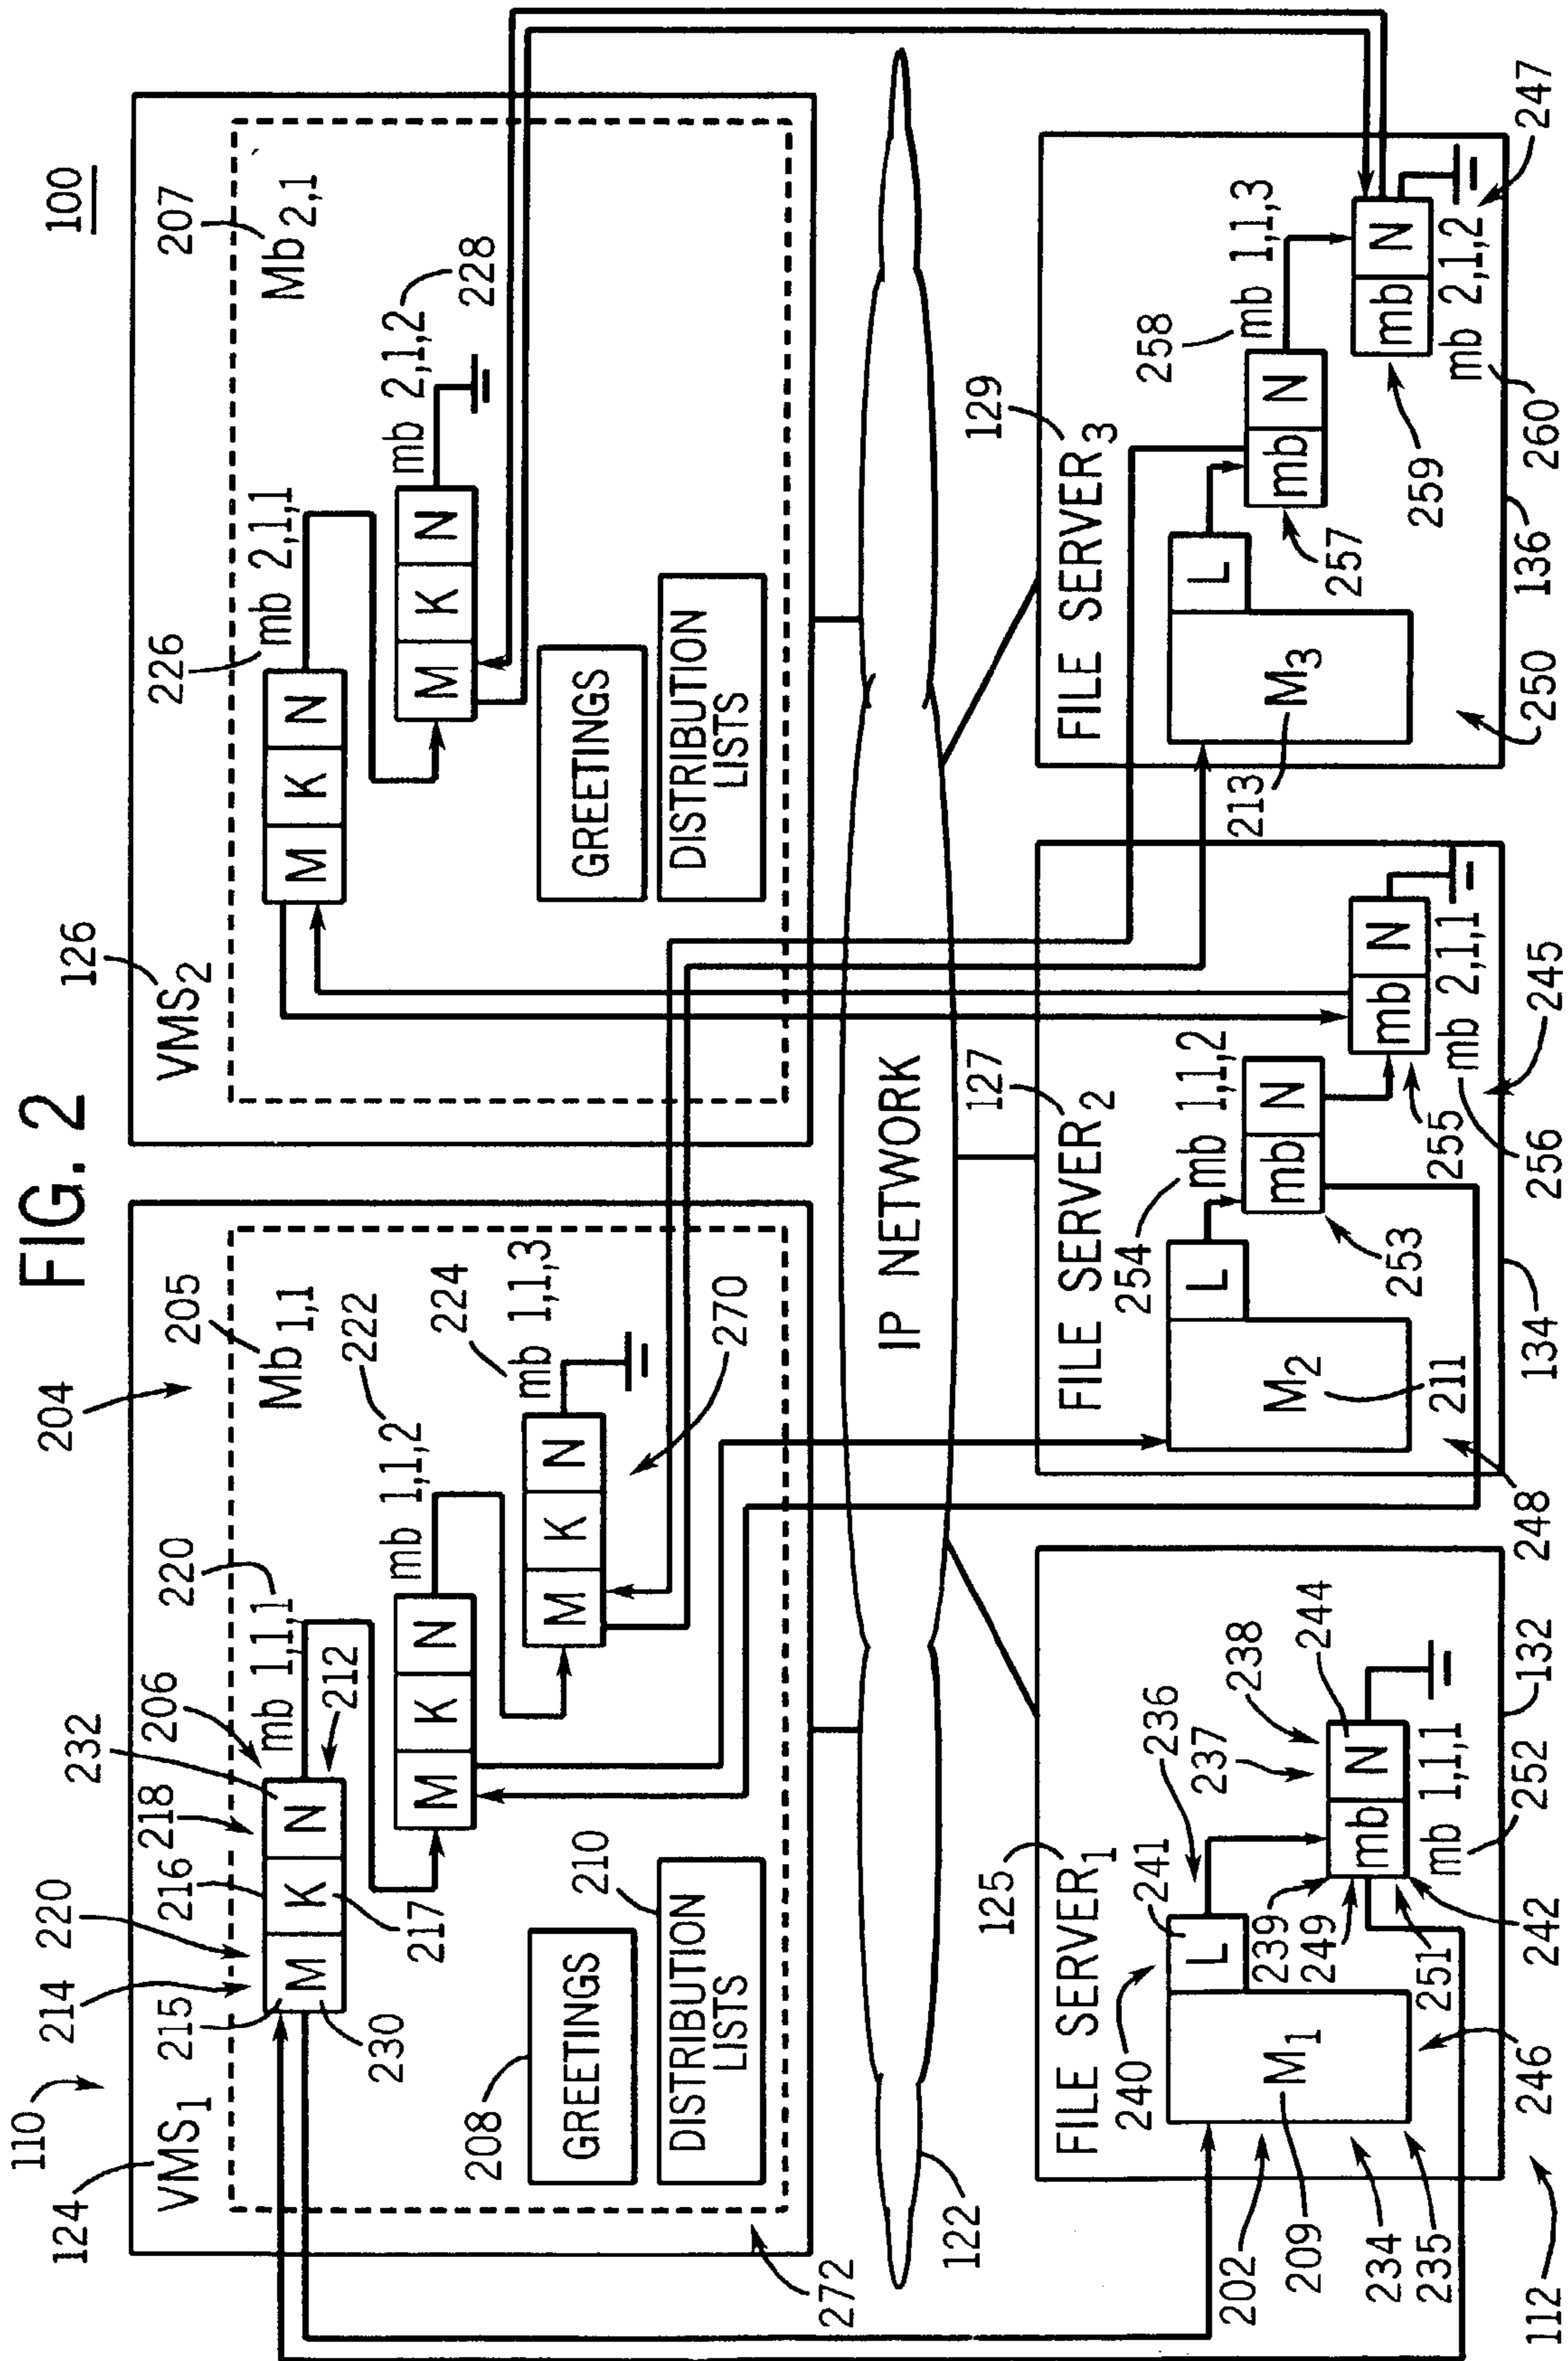 FIG. 2
100
110
204
124
VMS₁
214
215
220
216
218
232
206
mb 1,1,1
220
205
Mb 1,1
M K N
230
217
212
mb 1,1,2
222
M K N
224
mb 1,1,3
M K N
270
208
GREETINGS
210
DISTRIBUTION
LISTS
272
126
VMS₂
207
Mb 2,1
226
mb 2,1,1
M K N
mb 2,1,2
228
M K N
GREETINGS
DISTRIBUTION
LISTS
122
IP NETWORK
125
FILE SERVER₁
202
240
241
L
236
237
238
M₁
209
239
249
mb N
244
251
242
mb 1,1,1
252
234
235
246
132
112
127
FILE SERVER₂
254
mb 1,1,2
L
mb N
M₂
211
253
mb N
mb 2,1,1
255
256
245
248
134
129
FILE SERVER₃
258
mb 1,1,3
L
mb N
213
M₃
257
mb N
mb 2,1,2
259
260
247
250
136